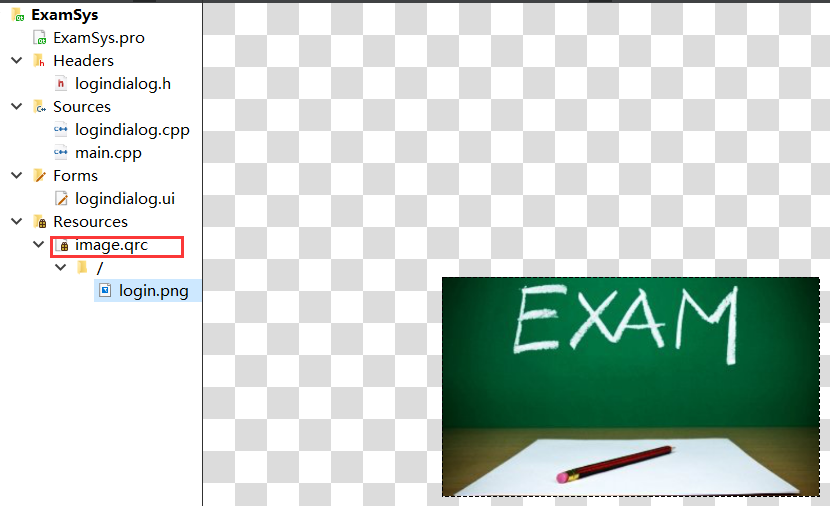 ExamSys
ExamSys.pro
Headers
logindialog.h
Sources
logindialog.cpp
main.cpp
Forms
logindialog.ui
Resources
image.qrc
/
login.png
EXAM